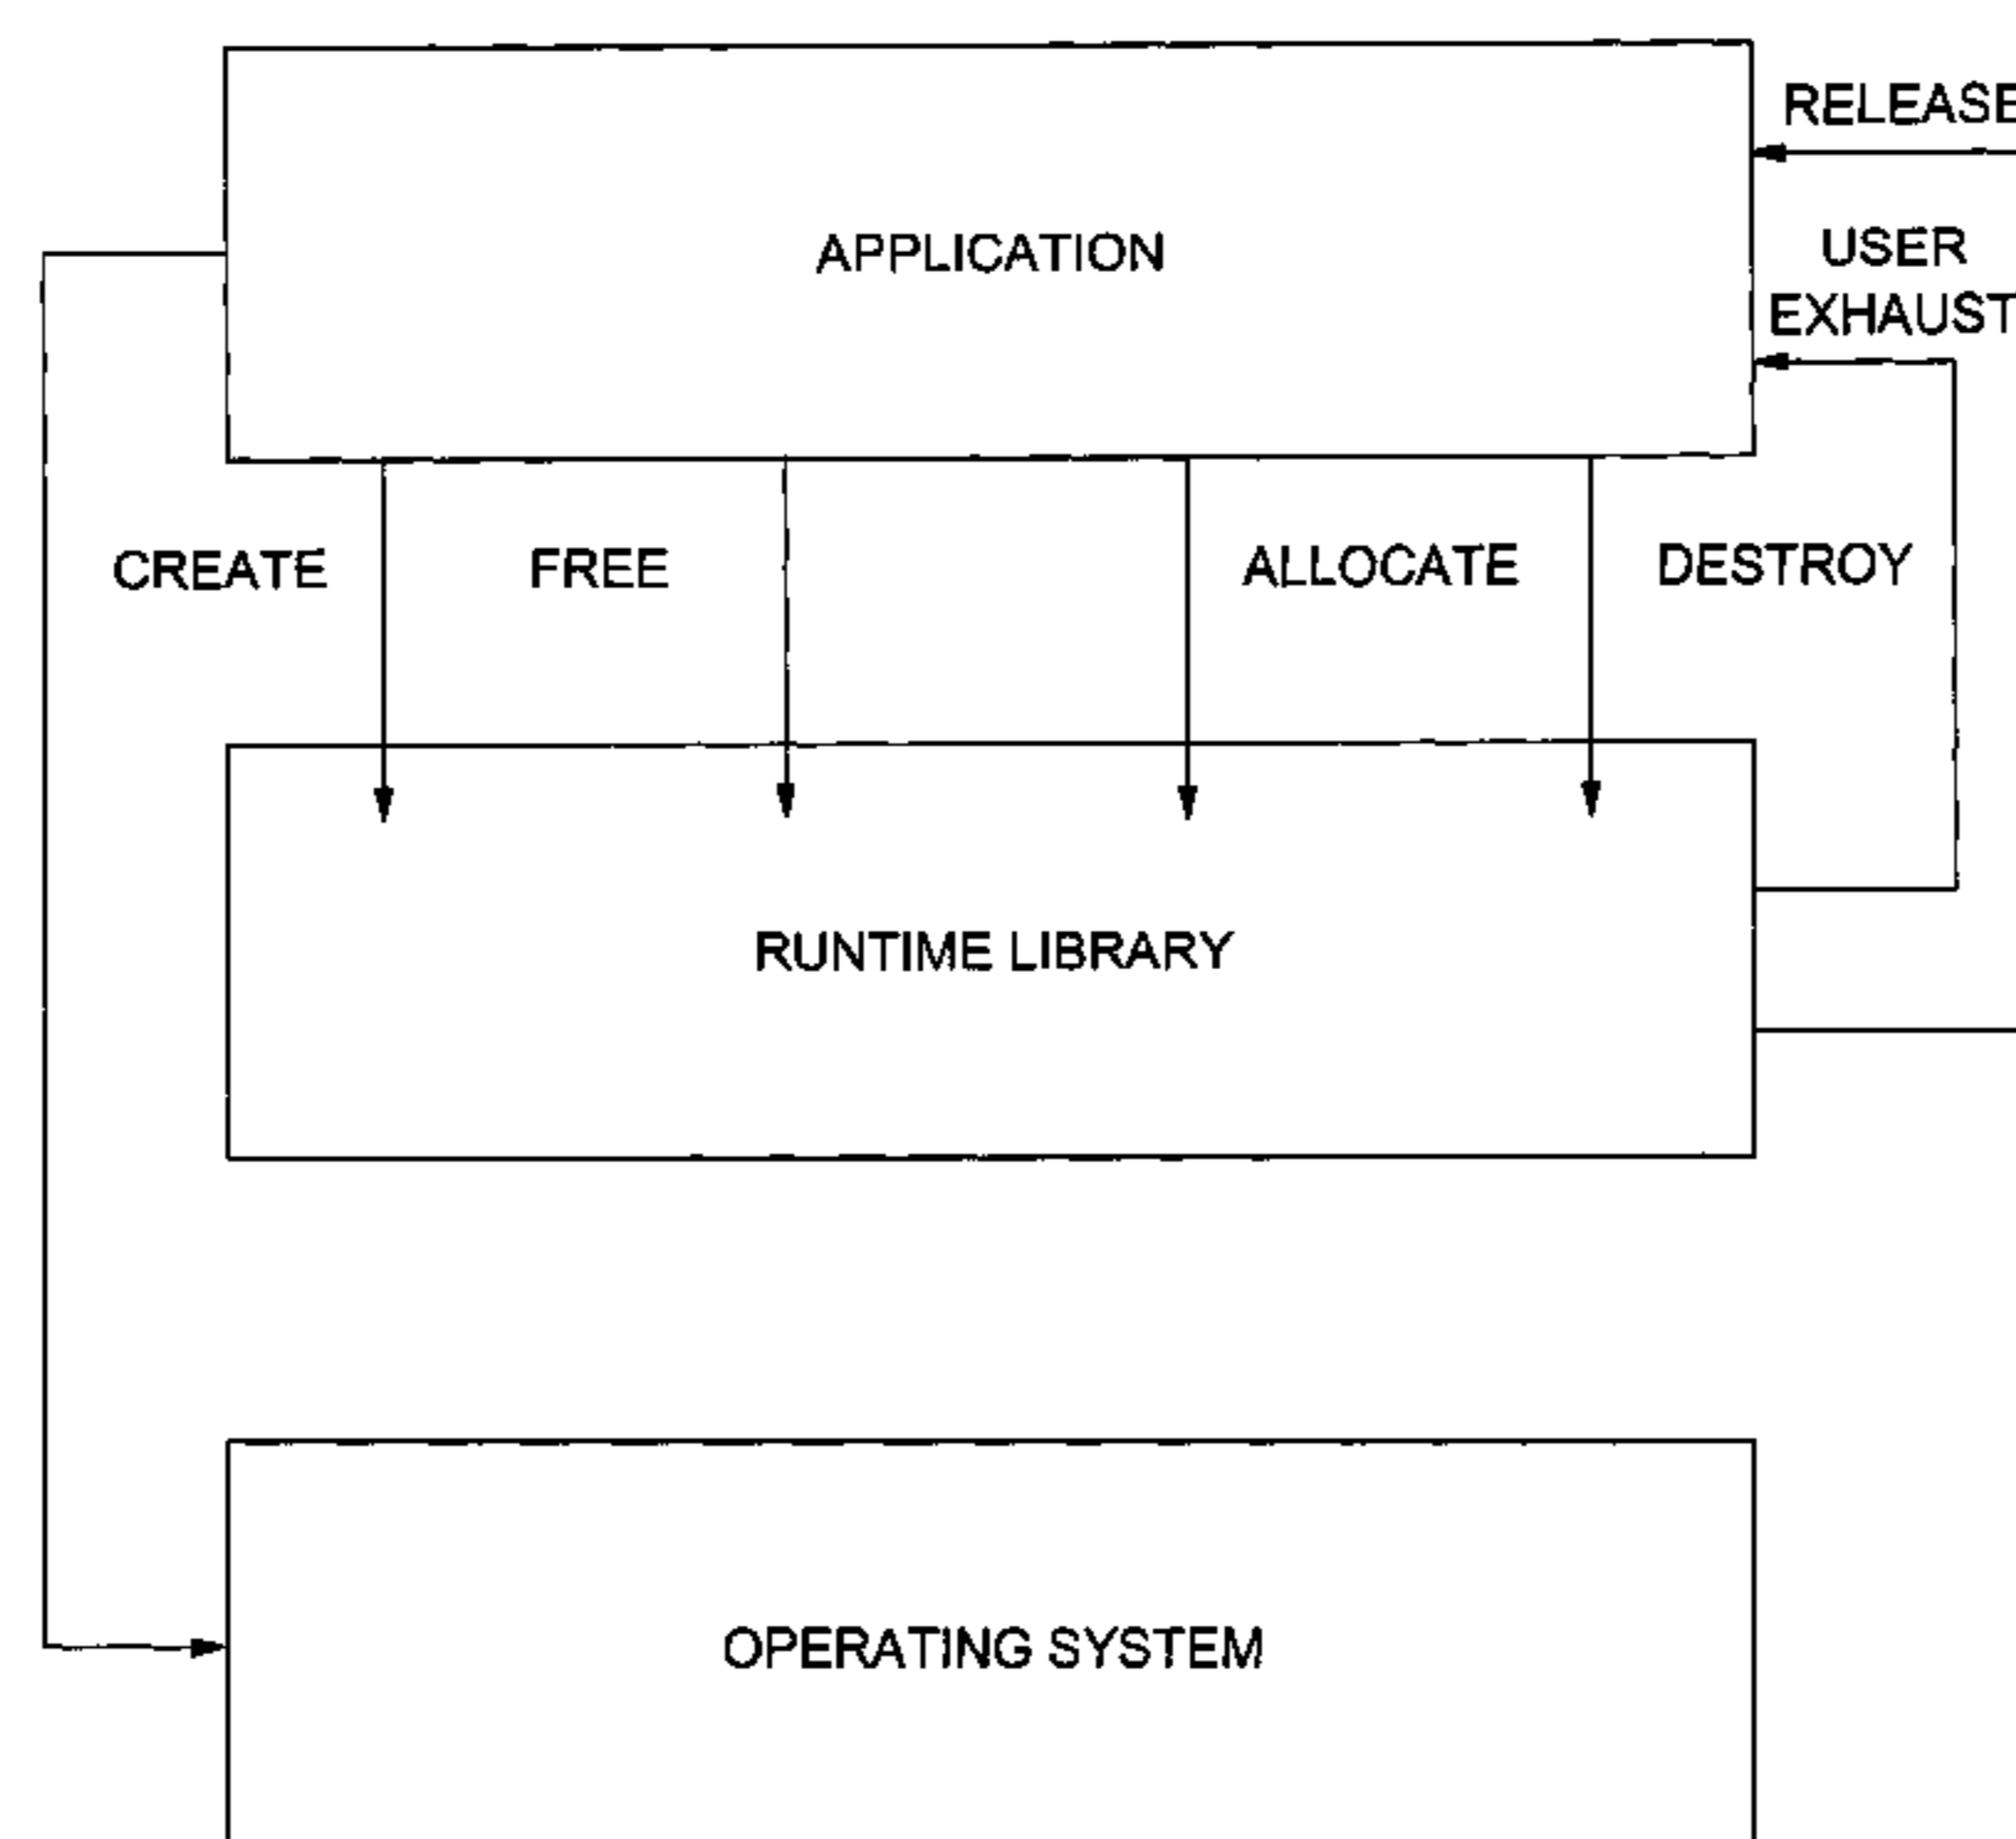 RELEASE
APPLICATION
USER
EXHAUST
CREATE
FREE
ALLOCATE
DESTROY
RUNTIME LIBRARY
OPERATING SYSTEM